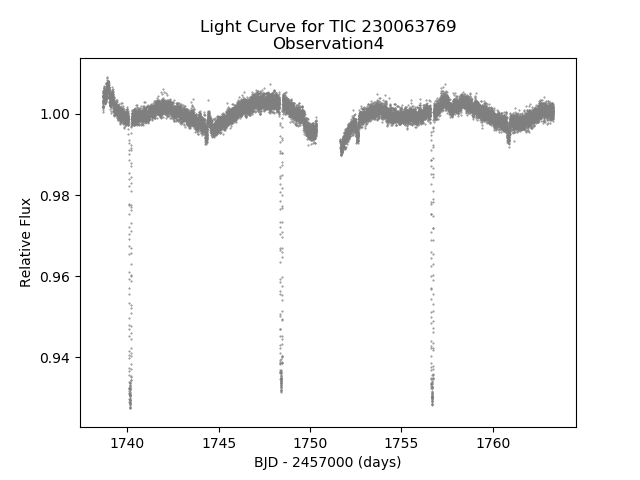 Light Curve for TIC 230063769
Observation4
1.00
0.98
0.96
0.94
Relative Flux
1740
1745
1750
1755
1760
BJD - 2457000 (days)